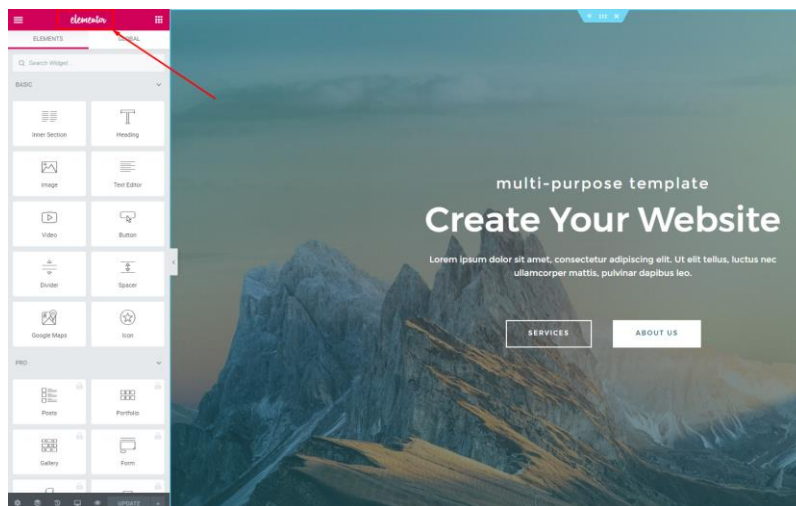 elementor
ELEMENTS GLOBAL
Search Widget...
BASIC
Inner Section Heading
Image Text Editor
Video Button
Divider Spacer
Google Maps Icon
PRO
Posts Portfolio
Gallery Form
UPDATE
multi-purpose template
Create Your Website
Lorem ipsum dolor sit amet, consectetur adipiscing elit. Ut elit tellus, luctus nec
ullamcorper mattis, pulvinar dapibus leo.
SERVICES ABOUT US